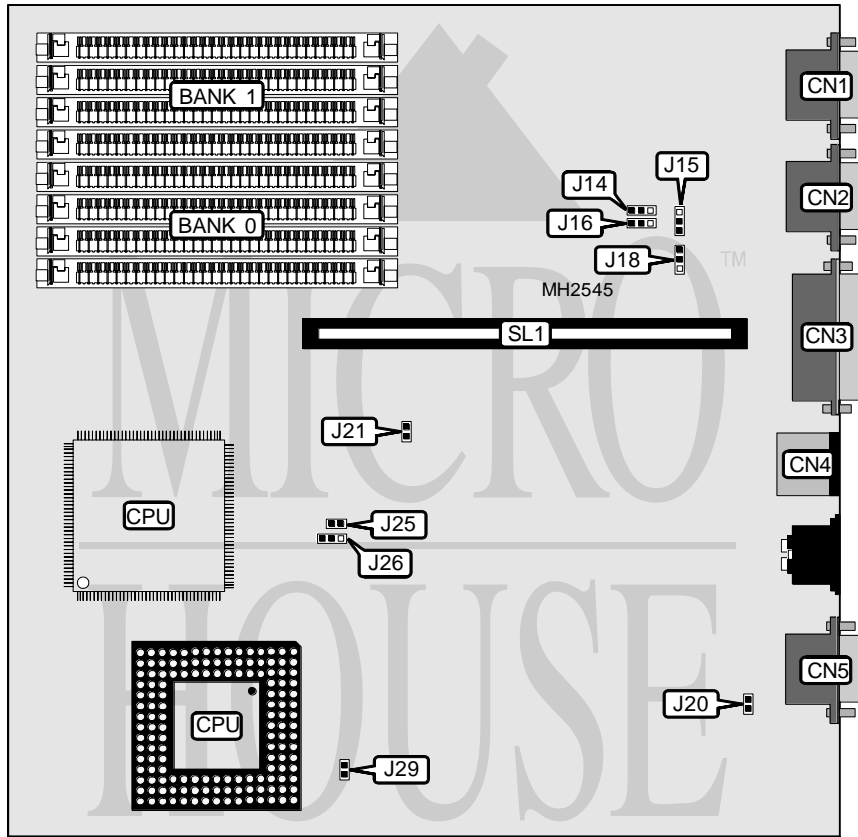 BANK 1
BANK 0
CN1
CN2
CN3
CN4
CN5
J14
J15
J16
J18
TM
MH2545
SL1
MICRO
J21
CPU
J25
J26
HOUSE
CPU
J20
J29